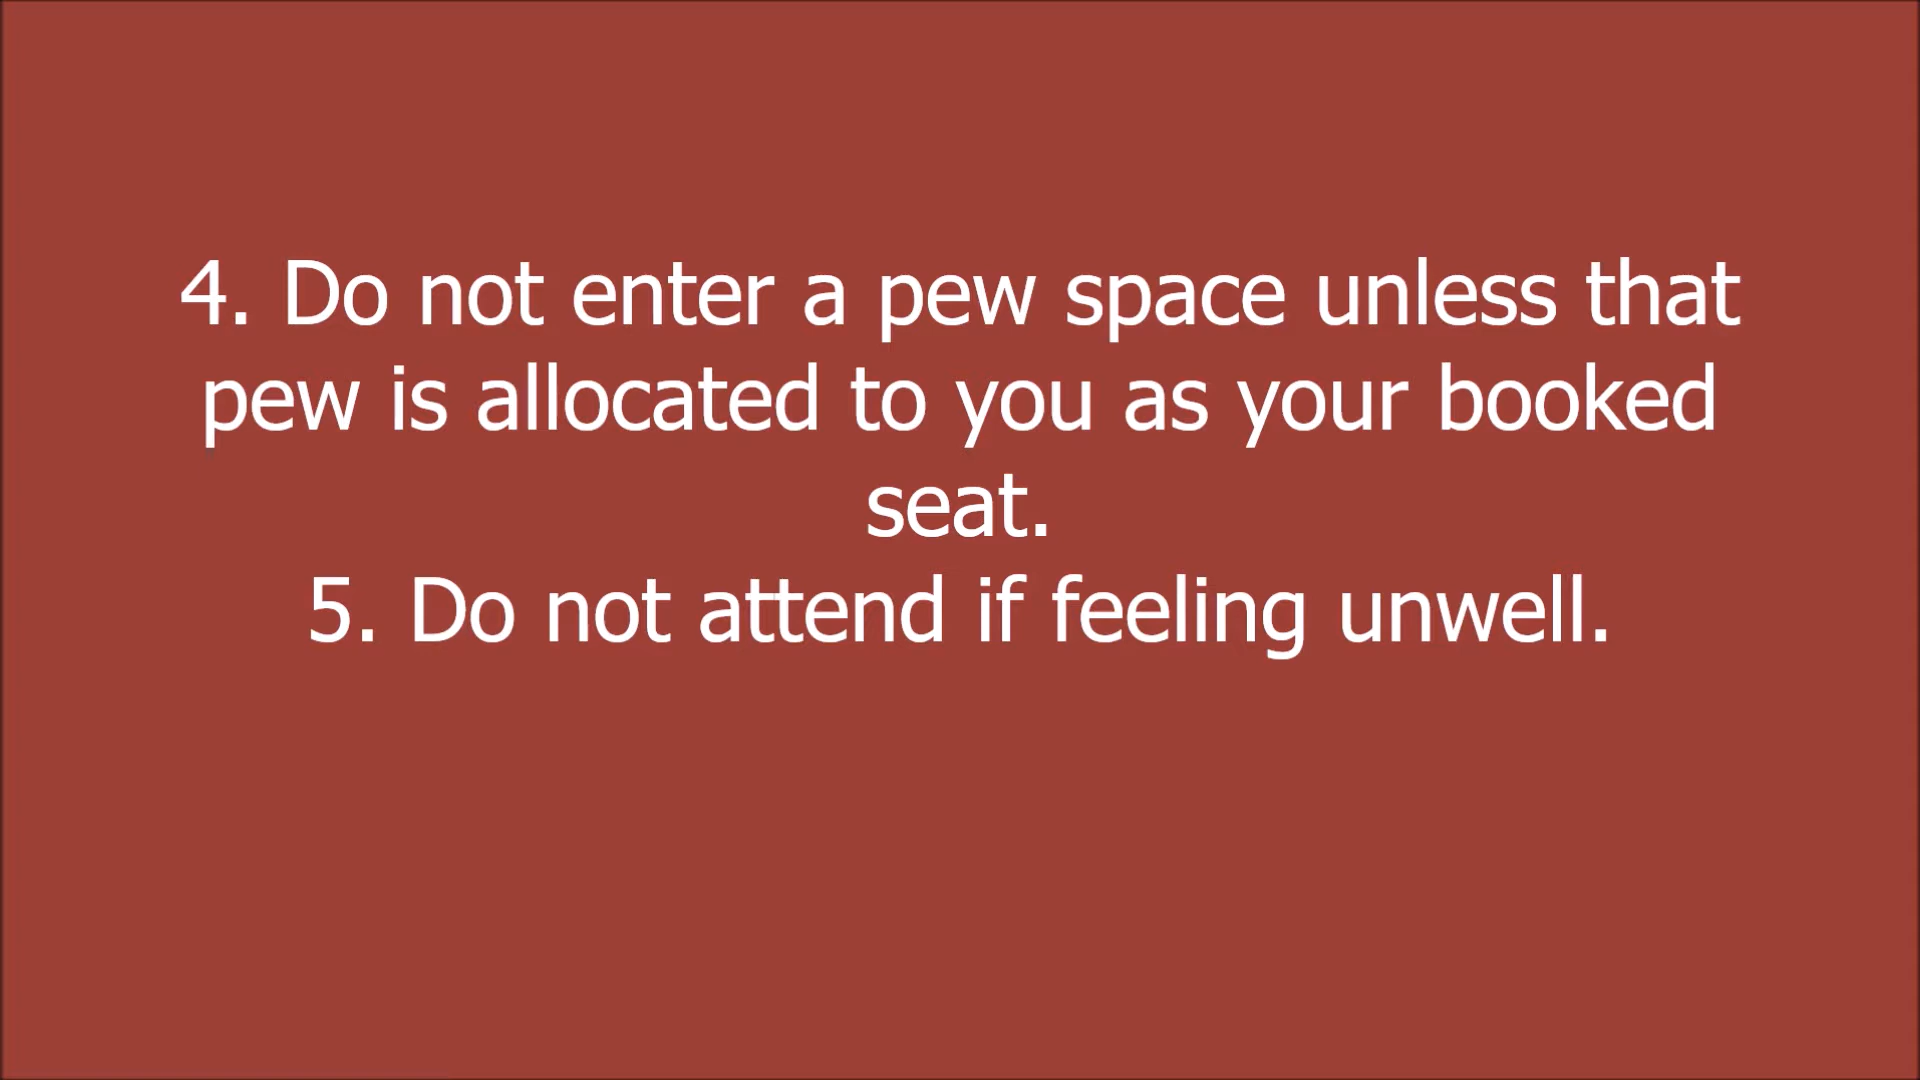 4. Do not enter a pew space unless that
pew is allocated to you as your booked
seat.
5. Do not attend if feeling unwell.